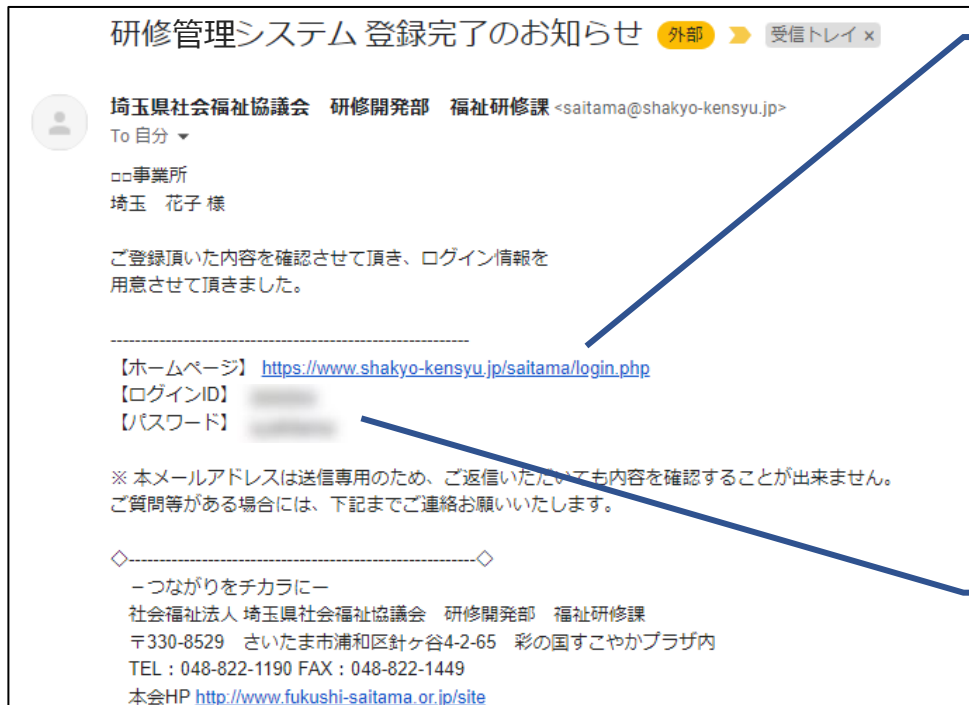 研修管理システム 登録完了のお知らせ 外部 受信トレイ ×
埼玉県社会福祉協議会　研修開発部　福祉研修課 <saitama@shakyo-kensyu.jp>
To 自分
□□事業所
埼玉　花子 様
ご登録頂いた内容を確認させて頂き、ログイン情報を
用意させて頂きました。
------------------------------------------------------------
【ホームページ】 https://www.shakyo-kensyu.jp/saitama/login.php
【ログインID】
【パスワード】
※ 本メールアドレスは送信専用のため、ご返信いただいても内容を確認することが出来ません。
ご質問等がある場合には、下記までご連絡お願いいたします。
◇----------------------------------------------------------◇
－つながりをチカラにー
社会福祉法人 埼玉県社会福祉協議会　研修開発部　福祉研修課
〒330-8529　さいたま市浦和区針ヶ谷4-2-65　彩の国すこやかプラザ内
TEL：048-822-1190 FAX：048-822-1449
本会HP http://www.fukushi-saitama.or.jp/site